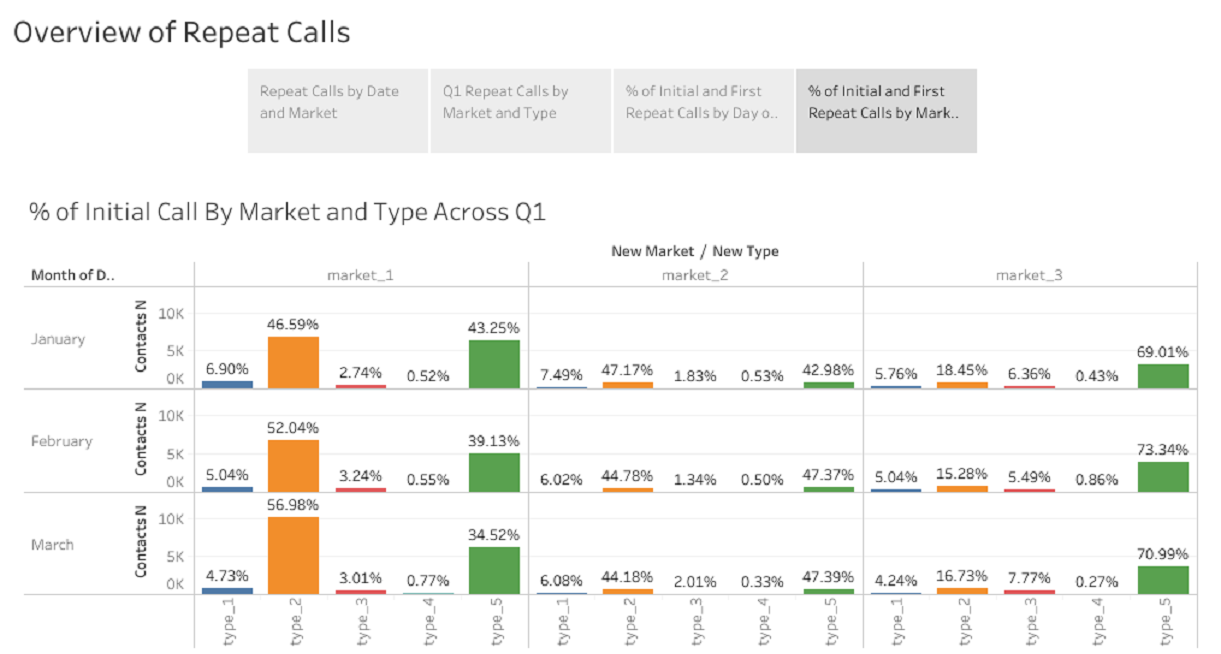 Overview of Repeat Calls
Repeat Calls by Date
and Market
Q1 Repeat Calls by
Market and Type
% of Initial and First
Repeat Calls by Day o..
% of Initial and First
Repeat Calls by Mark..
% of Initial Call By Market and Type Across Q1
New Market / New Type
Month of D..
market_1
market_2
market_3
January
Contacts N
10K
5K
0K
6.90%
46.59%
2.74%
0.52%
43.25%
7.49%
47.17%
1.83%
0.53%
42.98%
5.76%
18.45%
6.36%
0.43%
69.01%
February
Contacts N
10K
5K
0K
5.04%
52.04%
3.24%
0.55%
39.13%
6.02%
44.78%
1.34%
0.50%
47.37%
5.04%
15.28%
5.49%
0.86%
73.34%
March
Contacts N
10K
5K
0K
4.73%
56.98%
3.01%
0.77%
34.52%
6.08%
44.18%
2.01%
0.33%
47.39%
4.24%
16.73%
7.77%
0.27%
70.99%
type_1
type_2
type_3
type_4
type_5
type_1
type_2
type_3
type_4
type_5
type_1
type_2
type_3
type_4
type_5